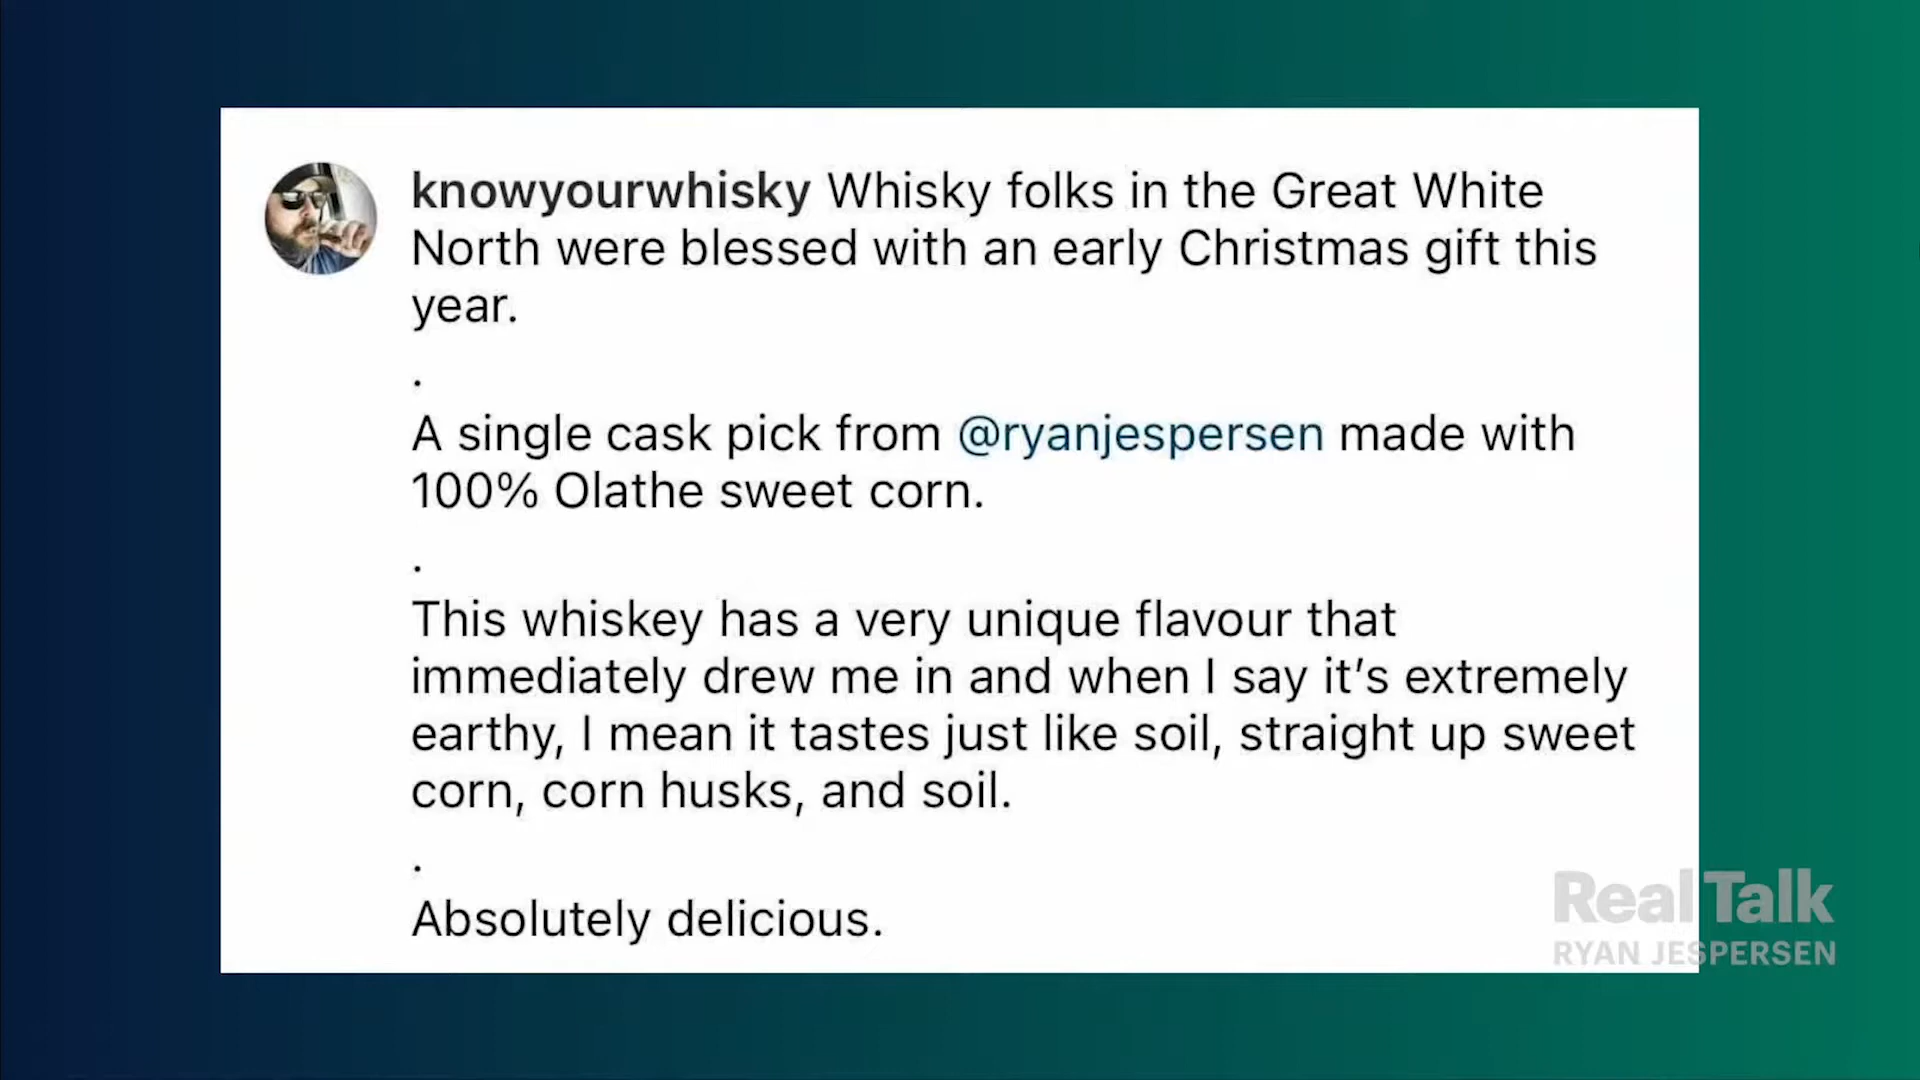 knowyourwhisky Whisky folks in the Great White
North were blessed with an early Christmas gift this
year.
.
A single cask pick from @ryanjespersen made with
100% Olathe sweet corn.
.
This whiskey has a very unique flavour that
immediately drew me in and when I say it’s extremely
earthy, I mean it tastes just like soil, straight up sweet
corn, corn husks, and soil.
.
Absolutely delicious.
Real Talk
RYAN JESPERSEN